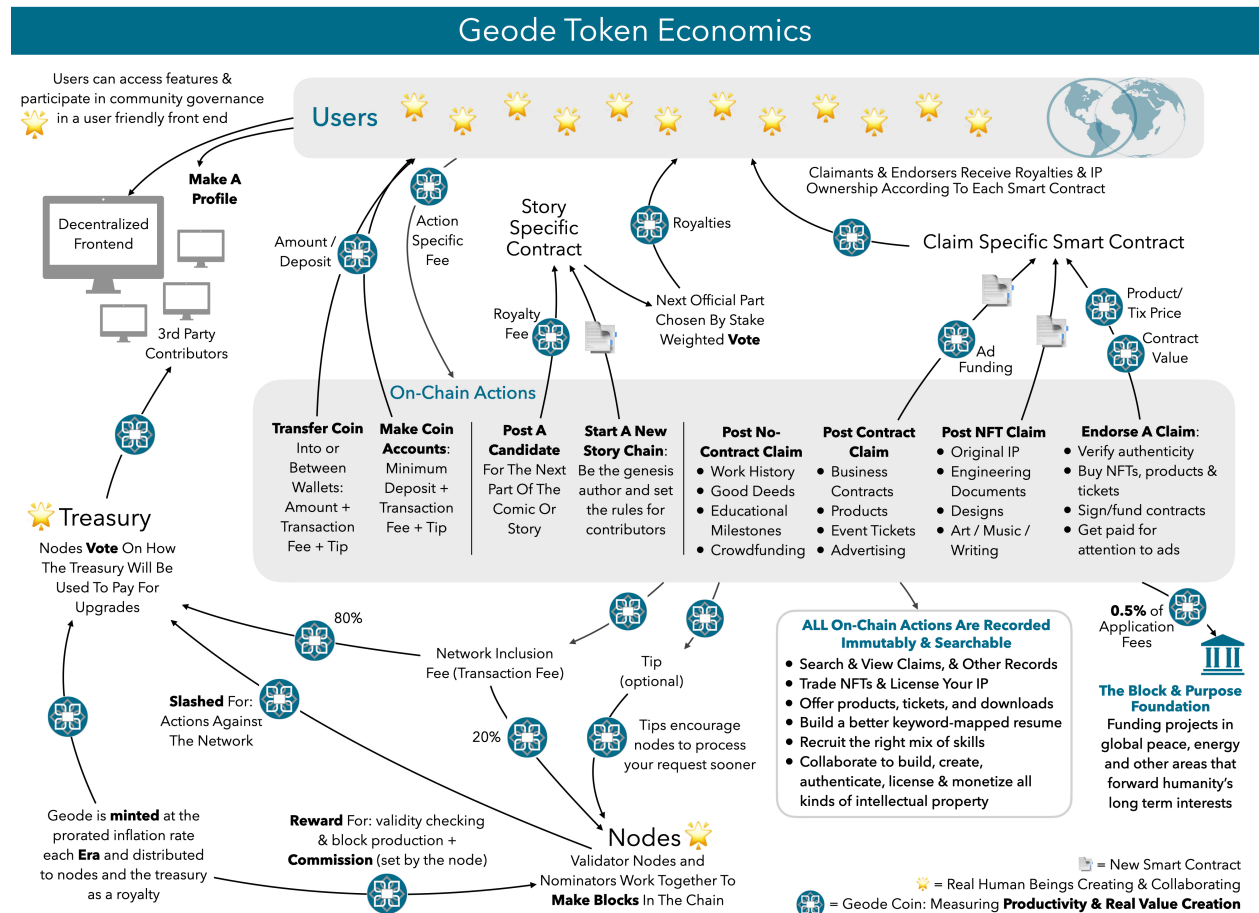 Geode Token Economics
Users can access features &
participate in community governance
in a user friendly front end
Users
Make A
Profile
Decentralized
Frontend
3rd Party
Contributors
Amount /
Deposit
Action
Specific
Fee
Story
Specific
Contract
Royalties
Royalty
Fee
Next Official Part
Chosen By Stake
Weighted Vote
Claimants & Endorsers Receive Royalties & IP
Ownership According To Each Smart Contract
Claim Specific Smart Contract
Ad
Funding
Product/
Tix Price
Contract
Value
On-Chain Actions
Transfer Coin
Into or
Between
Wallets:
Amount +
Transaction
Fee + Tip
Make Coin
Accounts:
Minimum
Deposit +
Transaction
Fee + Tip
Post A
Candidate
For The Next
Part Of The
Comic Or
Story
Start A New
Story Chain:
Be the genesis
author and set
the rules for
contributors
Post No-
Contract Claim
• Work History
• Good Deeds
• Educational
Milestones
• Crowdfunding
Post Contract
Claim
• Business
Contracts
• Products
• Event Tickets
• Advertising
Post NFT Claim
• Original IP
• Engineering
Documents
• Designs
• Art / Music /
Writing
Endorse A Claim:
• Verify authenticity
• Buy NFTs, products &
tickets
• Sign/fund contracts
• Get paid for
attention to ads
Treasury
Nodes Vote On How
The Treasury Will Be
Used To Pay For
Upgrades
80%
Network Inclusion
Fee (Transaction Fee)
20%
Tip
(optional)
Tips encourage
nodes to process
your request sooner
Slashed For:
Actions Against
The Network
Geode is minted at the
prorated inflation rate
each Era and distributed
to nodes and the treasury
as a royalty
Reward For: validity checking
& block production +
Commission (set by the node)
Nodes
Validator Nodes and
Nominators Work Together To
Make Blocks In The Chain
ALL On-Chain Actions Are Recorded
Immutably & Searchable
• Search & View Claims, & Other Records
• Trade NFTs & License Your IP
• Offer products, tickets, and downloads
• Build a better keyword-mapped resume
• Recruit the right mix of skills
• Collaborate to build, create,
authenticate, license & monetize all
kinds of intellectual property
0.5% of
Application
Fees
The Block & Purpose
Foundation
Funding projects in
global peace, energy
and other areas that
forward humanity's
long term interests
= New Smart Contract
= Real Human Beings Creating & Collaborating
= Geode Coin: Measuring Productivity & Real Value Creation